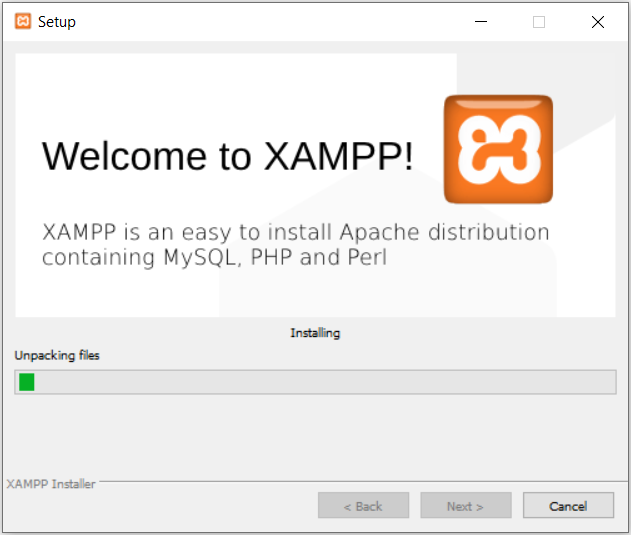 Setup
Welcome to XAMPP!
XAMPP is an easy to install Apache distribution
containing MySQL, PHP and Perl
Installing
Unpacking files
XAMPP Installer
< Back
Next >
Cancel